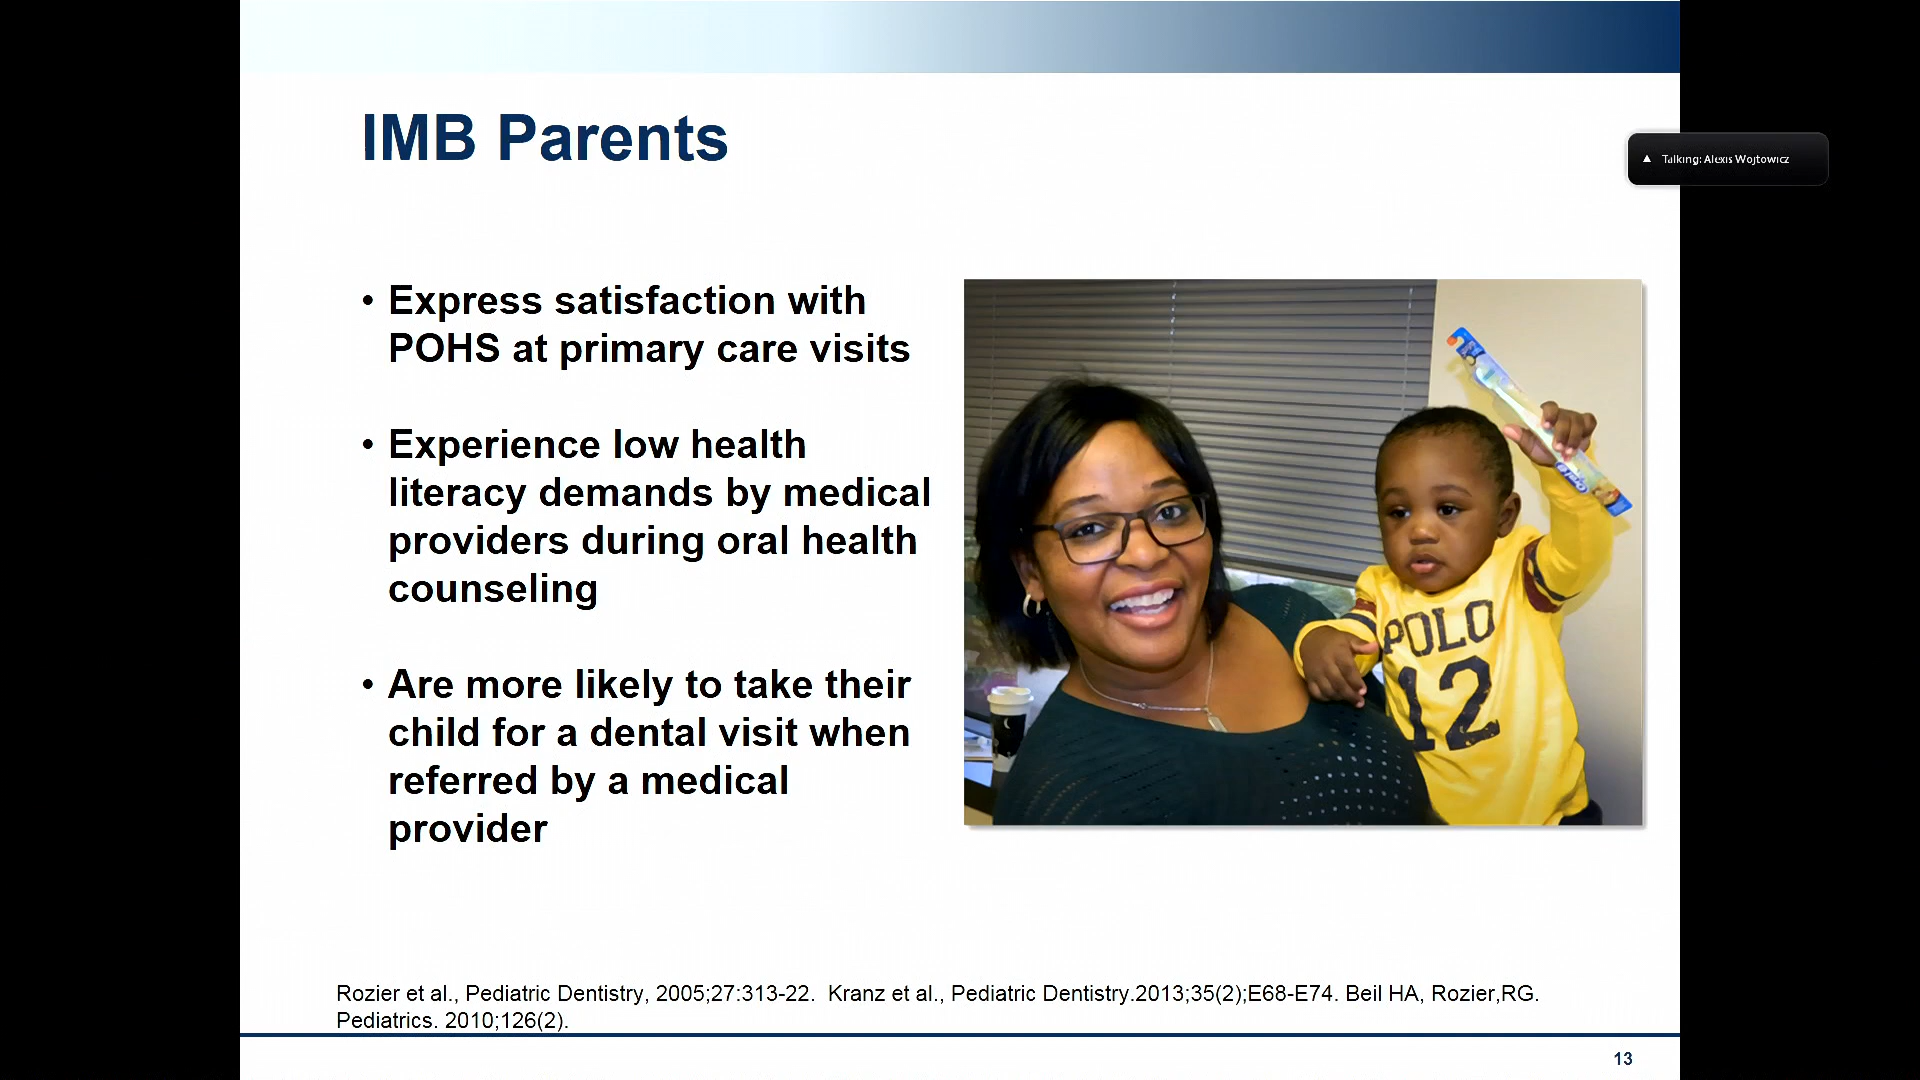 IMB Parents
Talking: Alexis Wojtowicz
• Express satisfaction with
POHS at primary care visits
• Experience low health
literacy demands by medical
providers during oral health
counseling
• Are more likely to take their
child for a dental visit when
referred by a medical
provider
Oral-B
POLO
12
Rozier et al., Pediatric Dentistry, 2005;27:313-22.  Kranz et al., Pediatric Dentistry.2013;35(2);E68-E74. Beil HA, Rozier,RG.
Pediatrics. 2010;126(2).
13